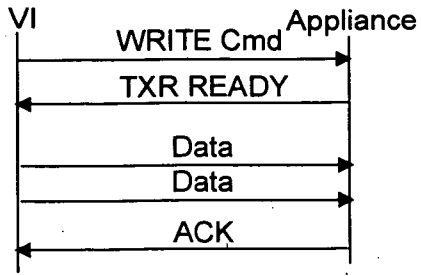 VI Appliance
WRITE Cmd
TXR READY
Data
Data
ACK